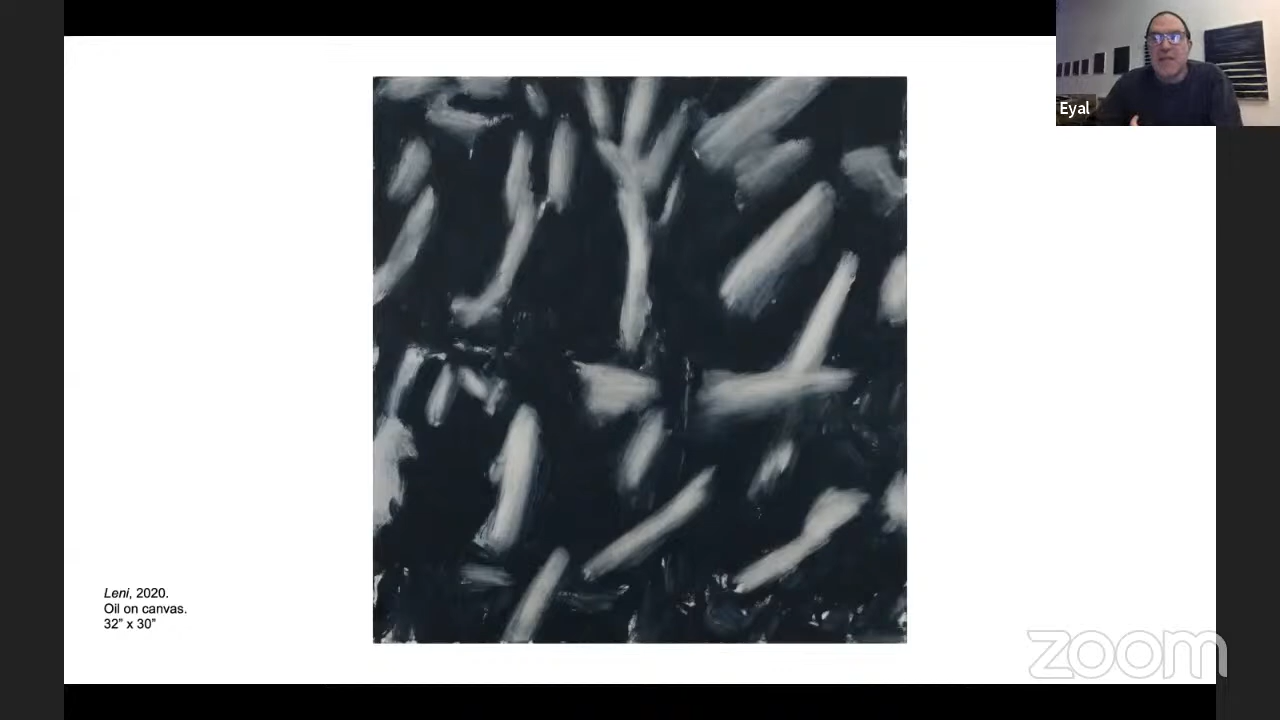 Eyal
Leni, 2020.
Oil on canvas.
32" x 30"
zoom